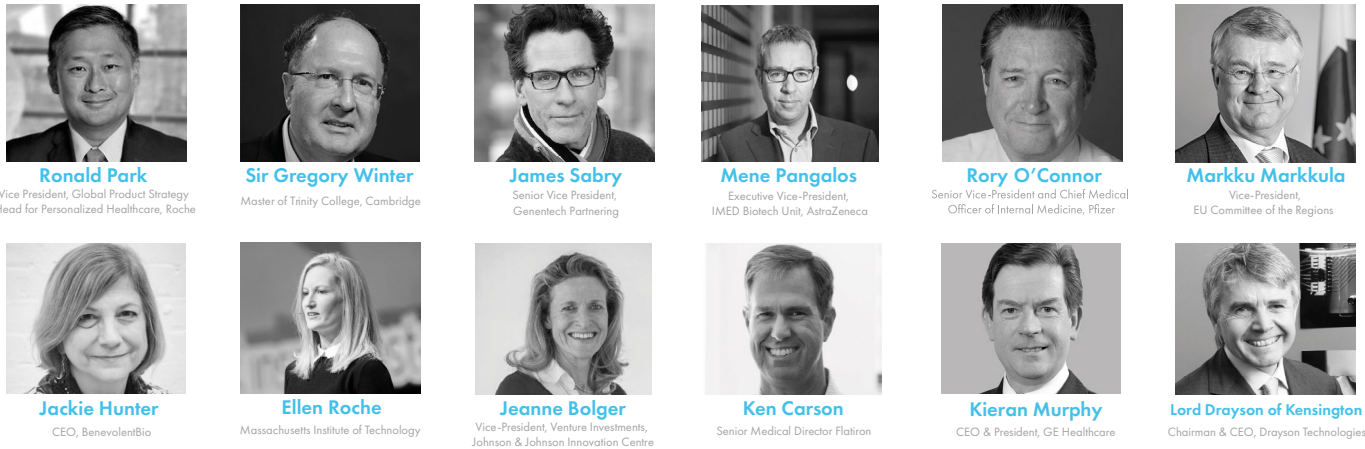 Ronald Park
Vice President, Global Product Strategy
Head for Personalized Healthcare, Roche
Sir Gregory Winter
Master of Trinity College, Cambridge
James Sabry
Senior Vice President,
Genentech Partnering
Mene Pangalos
Executive Vice-President,
IMED Biotech Unit, AstraZeneca
Rory O’Connor
Senior Vice-President and Chief Medical
Officer of Internal Medicine, Pfizer
Markku Markkula
Vice-President,
EU Committee of the Regions
Jackie Hunter
CEO, BenevolentBio
Ellen Roche
Massachusetts Institute of Technology
Jeanne Bolger
Vice-President, Venture Investments,
Johnson & Johnson Innovation Centre
Ken Carson
Senior Medical Director Flatiron
Kieran Murphy
CEO & President, GE Healthcare
Lord Drayson of Kensington
Chairman & CEO, Drayson Technologies